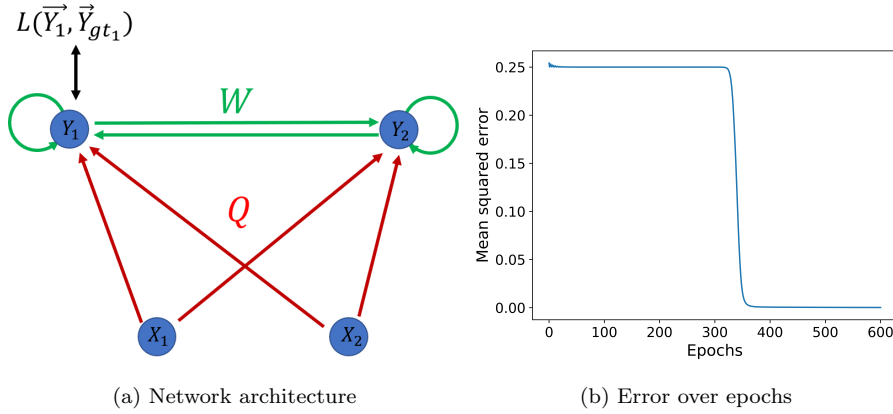 L(Y₁⃗, Y⃗gt₁)
W
Y₁
Y₂
Q
X₁
X₂
(a) Network architecture
Mean squared error
0.25
0.20
0.15
0.10
0.05
0.00
0 100 200 300 400 500 600
Epochs
(b) Error over epochs